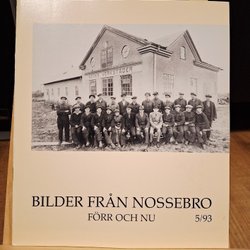 BILDER FRÅN NOSSEBRO
FÖRR OCH NU 5/93